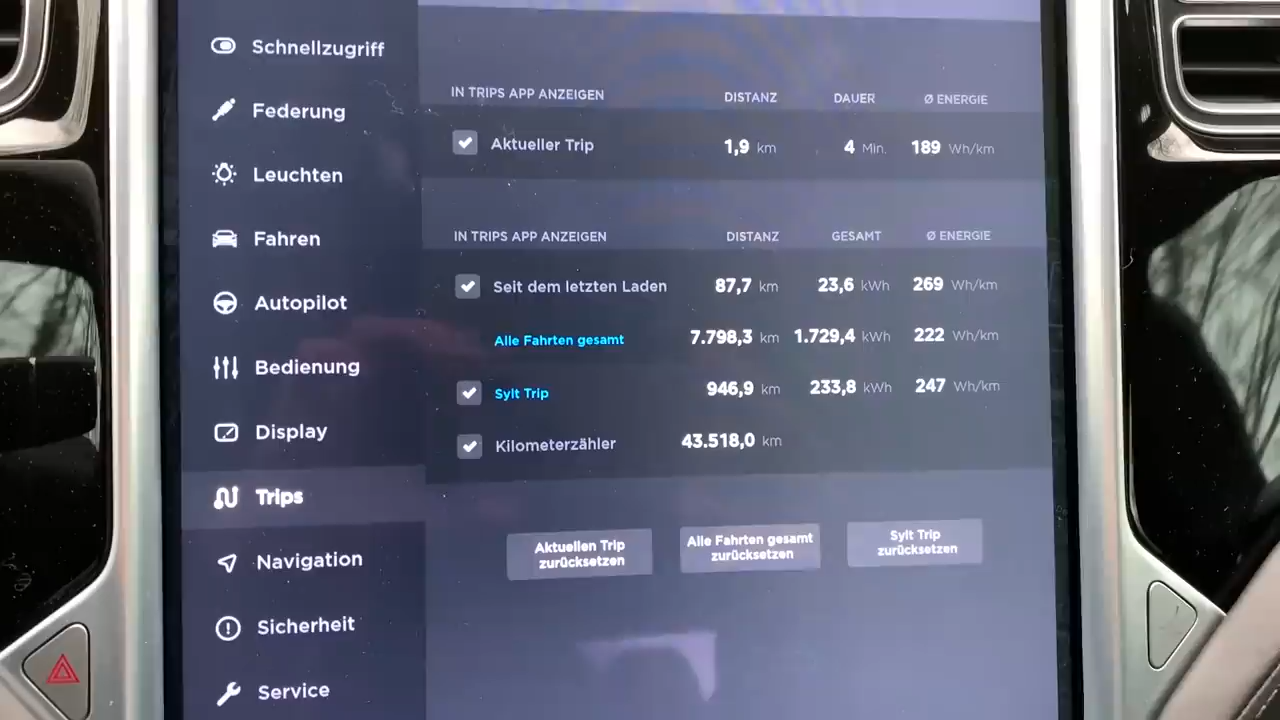 Schnellzugriff
Federung
Leuchten
Fahren
Autopilot
Bedienung
Display
Trips
Navigation
Sicherheit
Service
IN TRIPS APP ANZEIGEN DISTANZ DAUER Ø ENERGIE
Aktueller Trip 1,9 km 4 Min. 189 Wh/km
IN TRIPS APP ANZEIGEN DISTANZ GESAMT Ø ENERGIE
Seit dem letzten Laden 87,7 km 23,6 kWh 269 Wh/km
Alle Fahrten gesamt 7.798,3 km 1.729,4 kWh 222 Wh/km
Sylt Trip 946,9 km 233,8 kWh 247 Wh/km
Kilometerzähler 43.518,0 km
Aktuellen Trip
zurücksetzen
Alle Fahrten gesamt
zurücksetzen
Sylt Trip
zurücksetzen